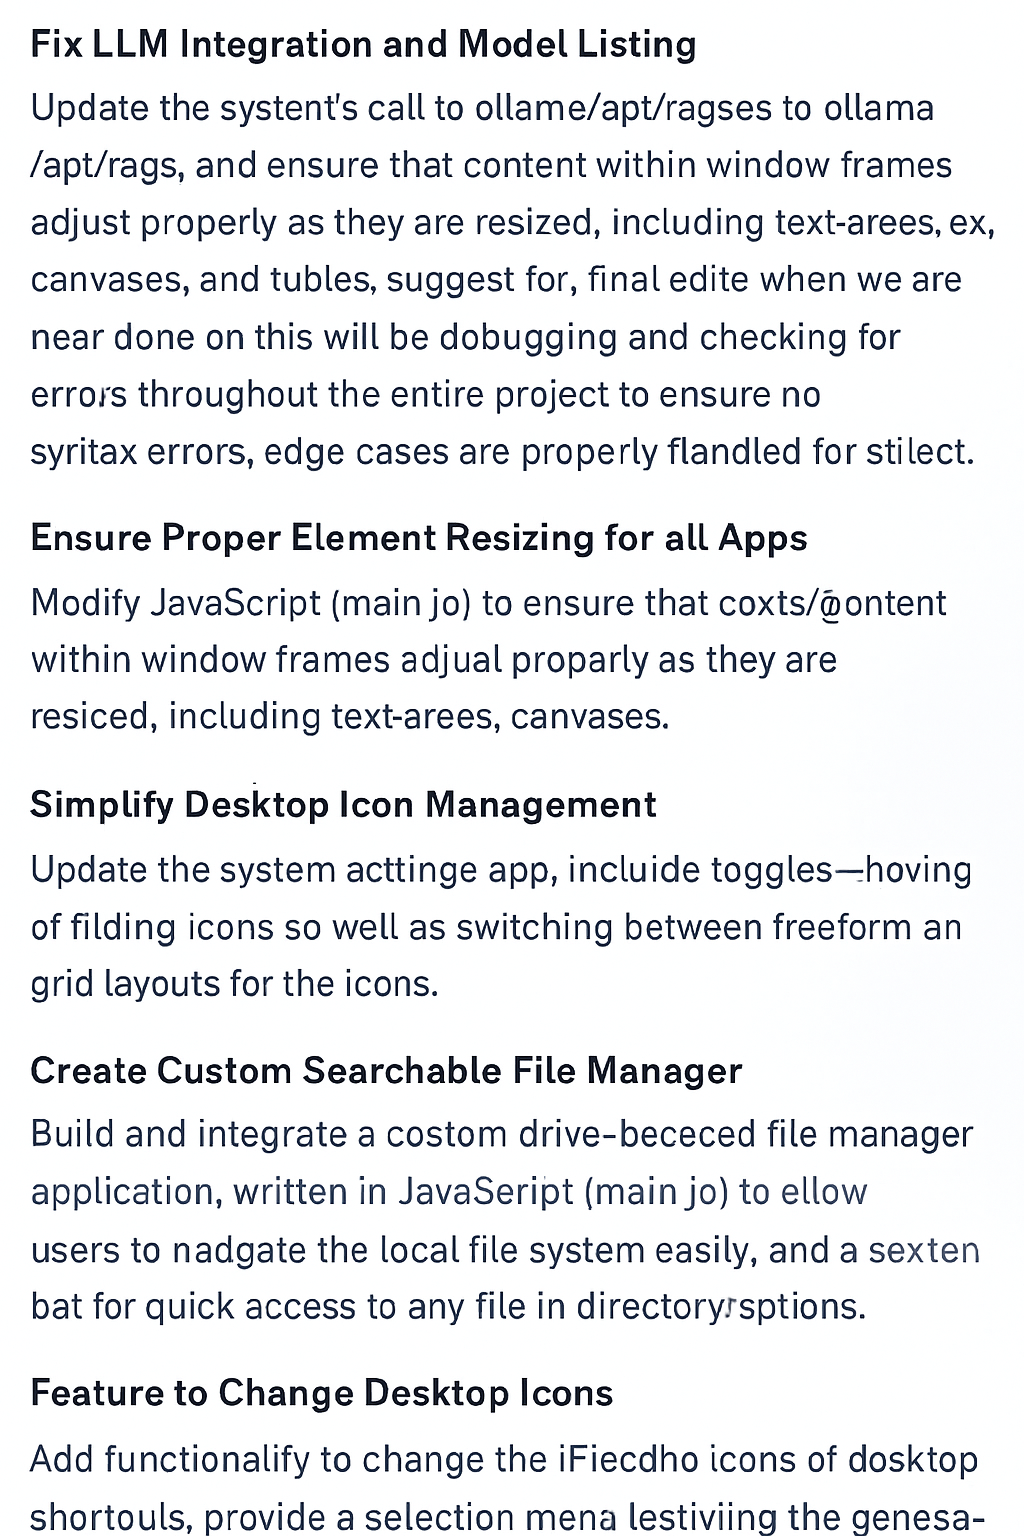 Fix LLM Integration and Model Listing
Update the systent's call to ollame/apt/ragses to ollama
/apt/rags, and ensure that content within window frames
adjust properly as they are resized, including text-arees, ex,
canvases, and tubles, suggest for, final edite when we are
near done on this will be dobugging and checking for
errors throughout the entire project to ensure no
syritax errors, edge cases are properly flandled for stilect.
Ensure Proper Element Resizing for all Apps
Modify JavaScript (main jo) to ensure that
within window frames adjual proparly as they are
resiced, including text-arees, canvases.
Simplify Desktop Icon Management
Update the system acttinge app, incluide toggles—hoving
of filding icons so well as switching between freeform an
grid layouts for the icons.
Create Custom Searchable File Manager
Build and integrate a costom drive-bececed file manager
application, written in JavaSeript (main jo) to ellow
users to nadgate the local file system easily, and a sexten
bat for quick access to any file in
Feature to Change Desktop Icons
Add functionalify to change the iFiecdho icons of dosktop
shortouls, provide a selection mena lestiviing the genesa-